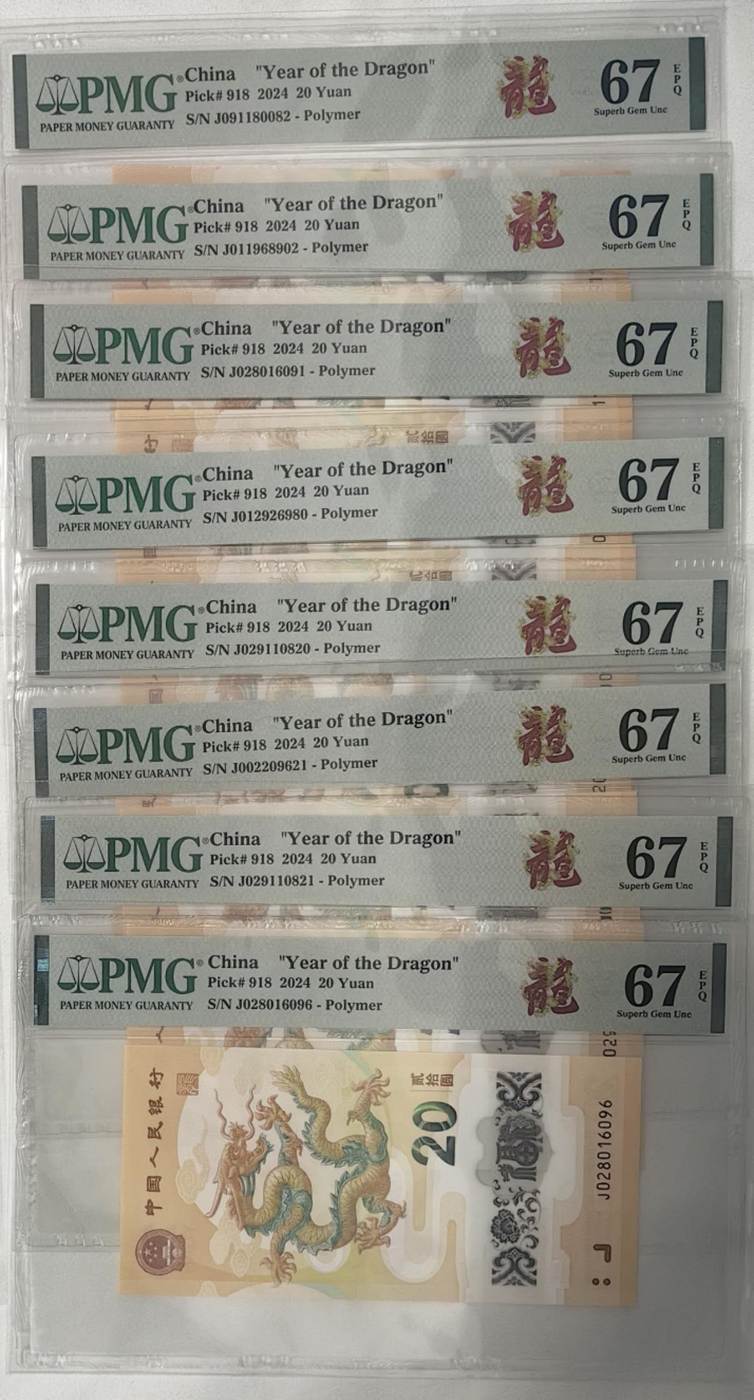 PMG® China "Year of the Dragon" 龍 67 EPQ
Pick# 918 2024 20 Yuan
PAPER MONEY GUARANTY S/N J091180082 - Polymer Superb Gem Unc
PMG® China "Year of the Dragon" 龍 67 EPQ
Pick# 918 2024 20 Yuan
PAPER MONEY GUARANTY S/N J011968902 - Polymer Superb Gem Unc
PMG® China "Year of the Dragon" 龍 67 EPQ
Pick# 918 2024 20 Yuan
PAPER MONEY GUARANTY S/N J028016091 - Polymer Superb Gem Unc
PMG® China "Year of the Dragon" 龍 67 EPQ
Pick# 918 2024 20 Yuan
PAPER MONEY GUARANTY S/N J012926980 - Polymer Superb Gem Unc
PMG® China "Year of the Dragon" 龍 67 EPQ
Pick# 918 2024 20 Yuan
PAPER MONEY GUARANTY S/N J029110820 - Polymer Superb Gem Unc
PMG® China "Year of the Dragon" 龍 67 EPQ
Pick# 918 2024 20 Yuan
PAPER MONEY GUARANTY S/N J002209621 - Polymer Superb Gem Unc
PMG® China "Year of the Dragon" 龍 67 EPQ
Pick# 918 2024 20 Yuan
PAPER MONEY GUARANTY S/N J029110821 - Polymer Superb Gem Unc
PMG® China "Year of the Dragon" 龍 67 EPQ
Pick# 918 2024 20 Yuan
PAPER MONEY GUARANTY S/N J028016096 - Polymer Superb Gem Unc
中国人民银行
贰拾圆
20
J028016096